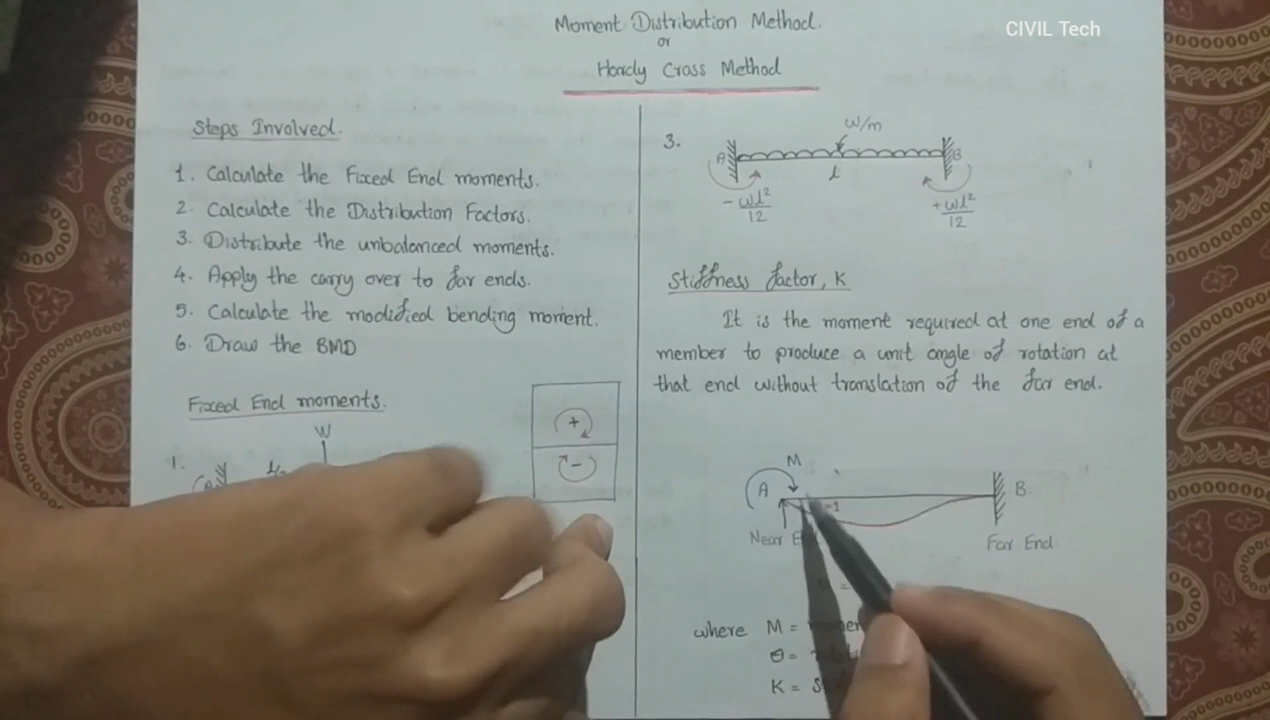 CIVIL Tech
Moment Distribution Method.
or
Hardy Cross Method
Steps Involved.
1. Calculate the Fixed End moments.
2. Calculate the Distribution Factors.
3. Distribute the unbalanced moments.
4. Apply the carry over to far ends.
5. Calculate the modified bending moment.
6. Draw the BMD
Fixed End moments.
1.
W
+
-
3.
W/m
A
B
l
- wl²/12
+wl²/12
Stiffness factor, K
It is the moment required at one end of a
member to produce a unit angle of rotation at
that end without translation of the far end.
M
A
B
Near
Far End
where M =
θ =
K =